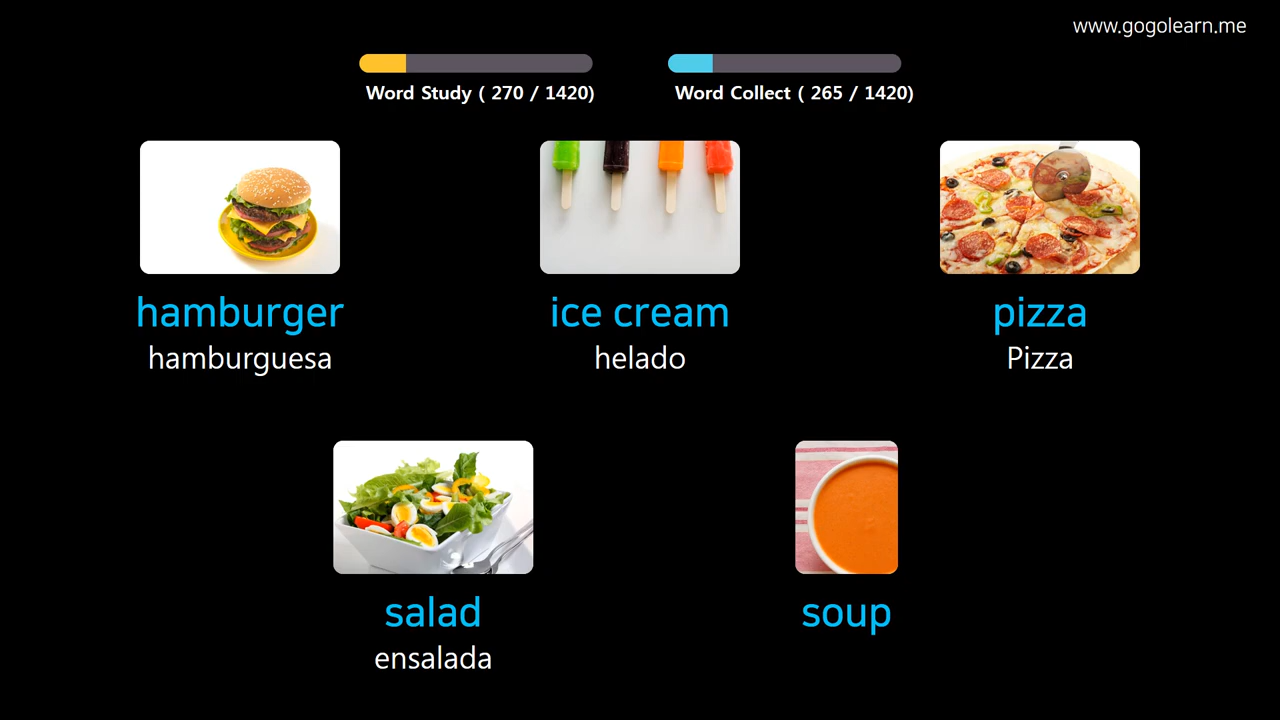 www.gogolearn.me
Word Study ( 270 / 1420)
Word Collect ( 265 / 1420)
hamburger
hamburguesa
ice cream
helado
pizza
Pizza
salad
ensalada
soup